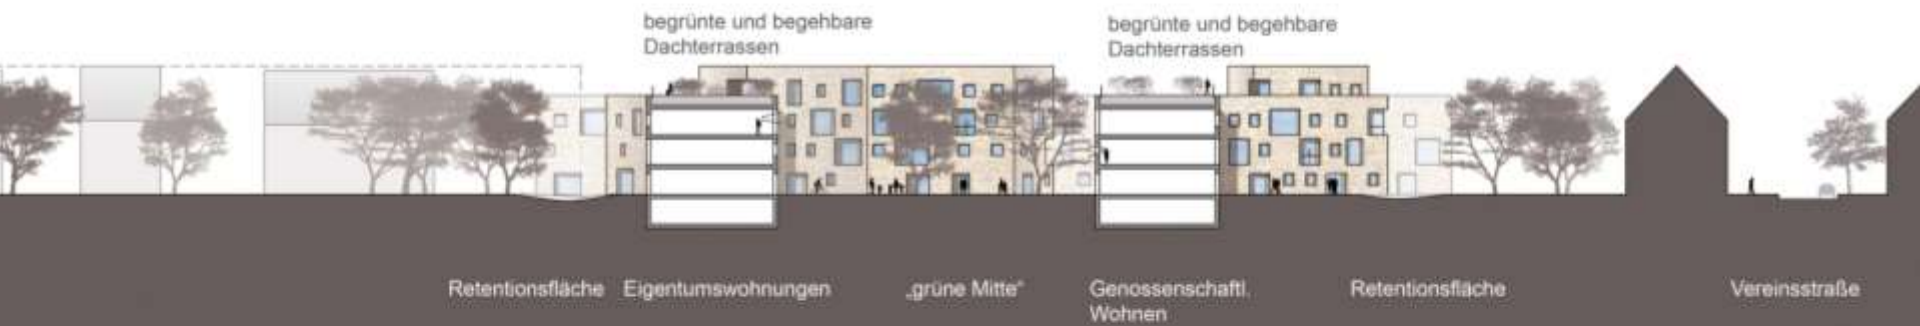 begrünte und begehbare
Dachterrassen
begrünte und begehbare
Dachterrassen
Retentionsfläche
Eigentumswohnungen
„grüne Mitte“
Genossenschaftl.
Wohnen
Retentionsfläche
Vereinsstraße